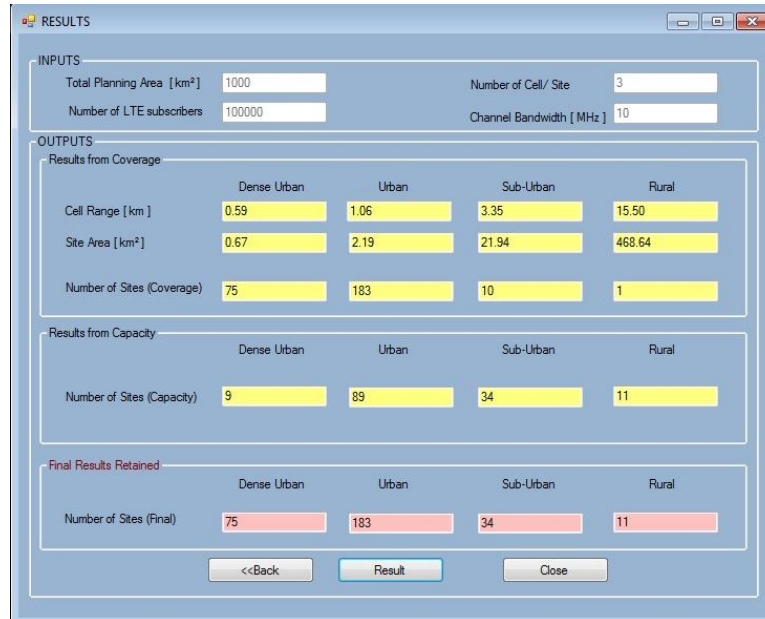 RESULTS
INPUTS
Total Planning Area [ km² ] 1000 Number of Cell/ Site 3
Number of LTE subscribers 100000 Channel Bandwidth [ MHz ] 10
OUTPUTS
Results from Coverage
Dense Urban Urban Sub-Urban Rural
Cell Range [ km ] 0.59 1.06 3.35 15.50
Site Area [ km² ] 0.67 2.19 21.94 468.64
Number of Sites (Coverage) 75 183 10 1
Results from Capacity
Dense Urban Urban Sub-Urban Rural
Number of Sites (Capacity) 9 89 34 11
Final Results Retained
Dense Urban Urban Sub-Urban Rural
Number of Sites (Final) 75 183 34 11
<<Back Result Close